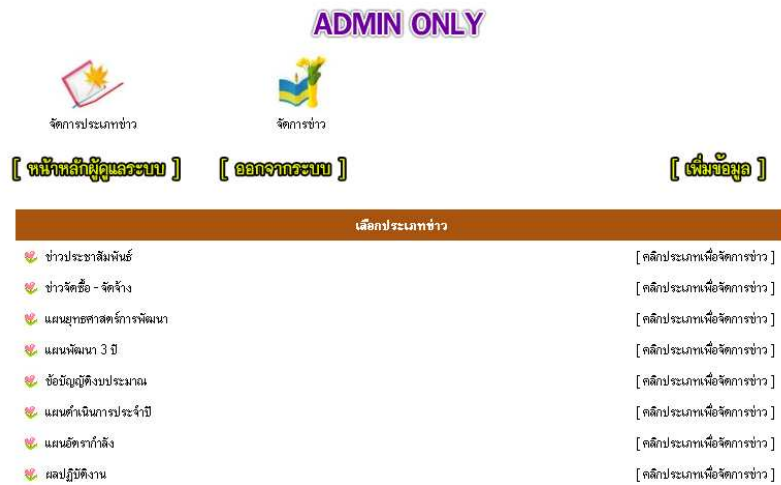 ADMIN ONLY
จัดการประเภทข่าว จัดการข่าว
[ หน้าหลักผู้ดูแลระบบ ] [ ออกจากระบบ ] [ เพิ่มข้อมูล ]
เลือกประเภทข่าว
ข่าวประชาสัมพันธ์ [ คลิกประเภทเพื่อจัดการข่าว ]
ข่าวจัดซื้อ - จัดจ้าง [ คลิกประเภทเพื่อจัดการข่าว ]
แผนยุทธศาสตร์การพัฒนา [ คลิกประเภทเพื่อจัดการข่าว ]
แผนพัฒนา 3 ปี [ คลิกประเภทเพื่อจัดการข่าว ]
ข้อบัญญัติงบประมาณ [ คลิกประเภทเพื่อจัดการข่าว ]
แผนดำเนินการประจำปี [ คลิกประเภทเพื่อจัดการข่าว ]
แผนอัตรากำลัง [ คลิกประเภทเพื่อจัดการข่าว ]
ผลปฏิบัติงาน [ คลิกประเภทเพื่อจัดการข่าว ]